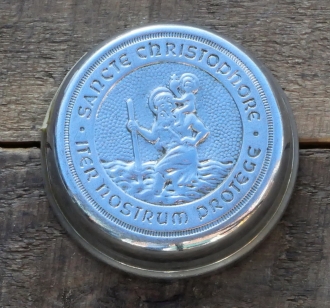 SANCTE CHRISTOPHORE
ITER NOSTRUM PROTEGE